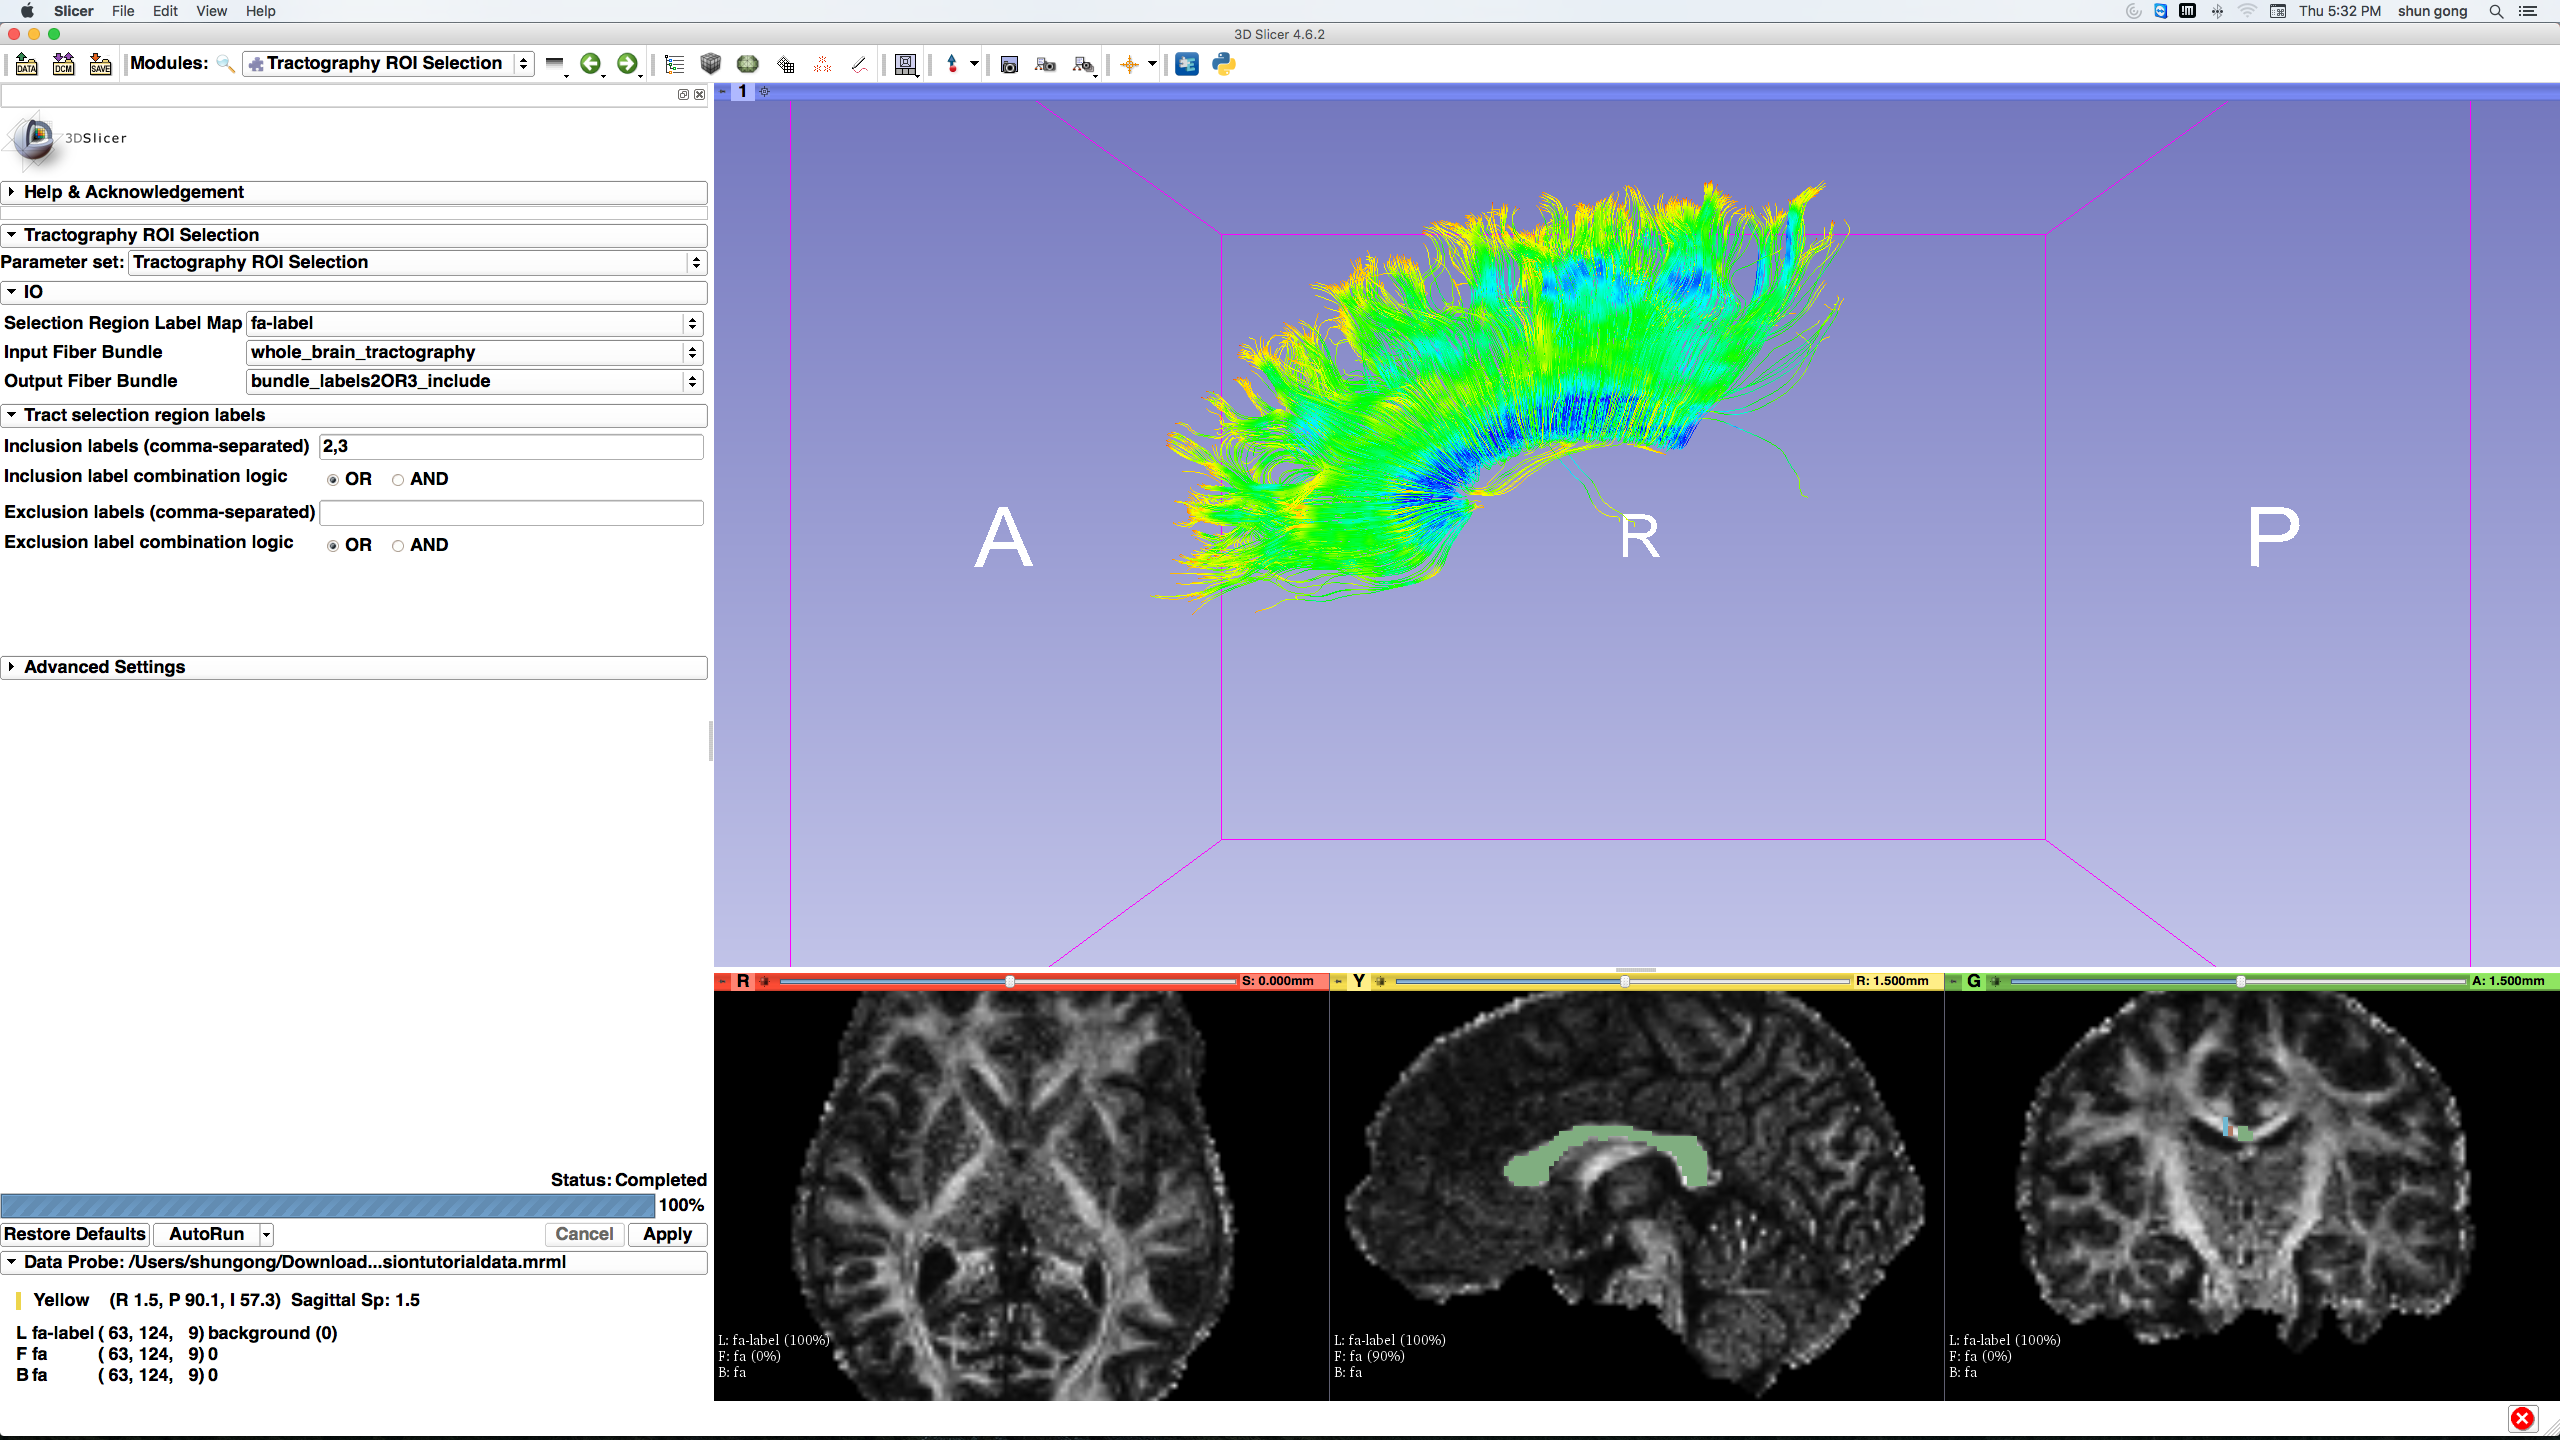 Slicer File Edit View Help Thu 5:32 PM shun gong
3D Slicer 4.6.2
DATA DCM SAVE Modules: Tractography ROI Selection
1
3DSlicer
Help & Acknowledgement
Tractography ROI Selection
Parameter set: Tractography ROI Selection
IO
Selection Region Label Map fa-label
Input Fiber Bundle whole_brain_tractography
Output Fiber Bundle bundle_labels2OR3_include
Tract selection region labels
Inclusion labels (comma-separated) 2,3
Inclusion label combination logic OR AND
Exclusion labels (comma-separated)
Exclusion label combination logic OR AND
Advanced Settings
Status: Completed
100%
Restore Defaults AutoRun Cancel Apply
Data Probe: /Users/shungong/Download...siontutorialdata.mrml
Yellow (R 1.5, P 90.1, I 57.3) Sagittal Sp: 1.5
L fa-label ( 63, 124, 9) background (0)
F fa ( 63, 124, 9) 0
B fa ( 63, 124, 9) 0
A R P
R S: 0.000mm
L: fa-label (100%)
F: fa (0%)
B: fa
Y R: 1.500mm
L: fa-label (100%)
F: fa (90%)
B: fa
G A: 1.500mm
L: fa-label (100%)
F: fa (0%)
B: fa